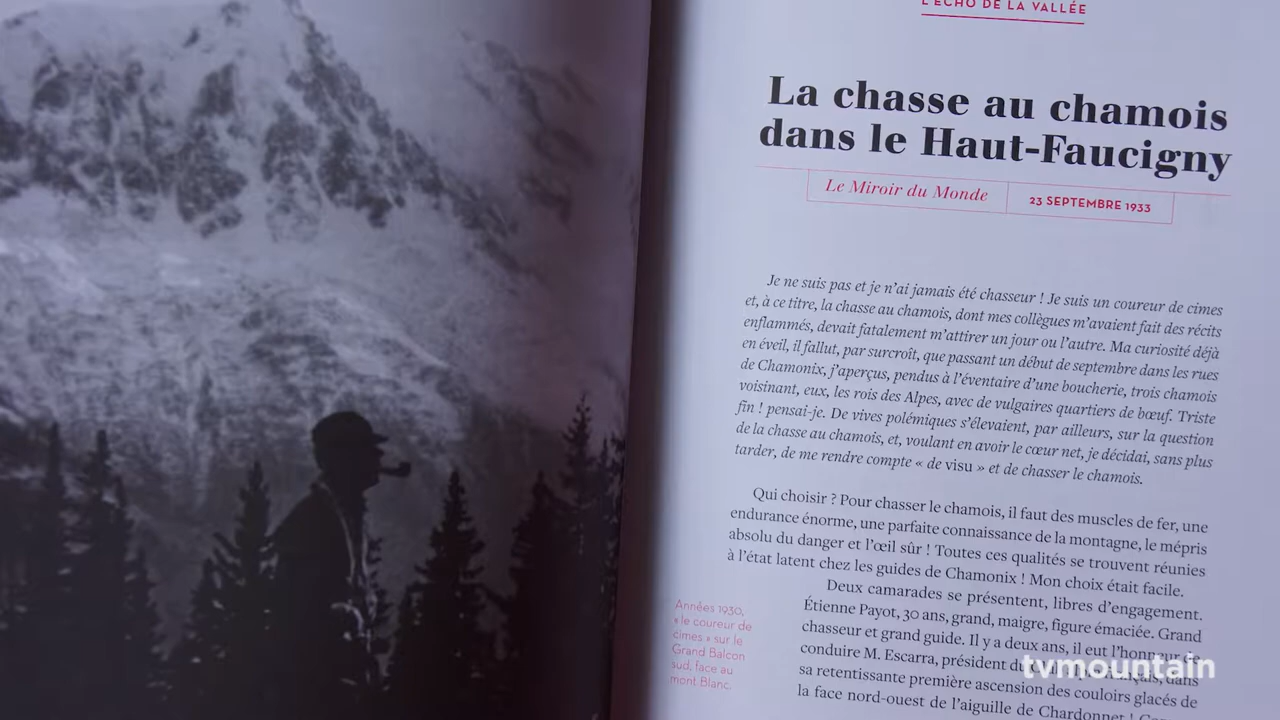 L'ÉCHO DE LA VALLÉE
La chasse au chamois
dans le Haut-Faucigny
Le Miroir du Monde
23 SEPTEMBRE 1933
Je ne suis pas et je n'ai jamais été chasseur ! Je suis un coureur de cimes
et, à ce titre, la chasse au chamois, dont mes collègues m'avaient fait des récits
enflammés, devait fatalement m'attirer un jour ou l'autre. Ma curiosité déjà
en éveil, il fallut, par surcroît, que passant un début de septembre dans les rues
de Chamonix, j'aperçus, pendus à l'éventaire d'une boucherie, trois chamois
voisinant, eux, les rois des Alpes, avec de vulgaires quartiers de bœuf. Triste
fin ! pensai-je. De vives polémiques s'élevaient, par ailleurs, sur la question
de la chasse au chamois, et, voulant en avoir le cœur net, je décidai, sans plus
tarder, de me rendre compte « de visu » et de chasser le chamois.
Qui choisir ? Pour chasser le chamois, il faut des muscles de fer, une
endurance énorme, une parfaite connaissance de la montagne, le mépris
absolu du danger et l'œil sûr ! Toutes ces qualités se trouvent réunies
à l'état latent chez les guides de Chamonix ! Mon choix était facile.
Deux camarades se présentent, libres d'engagement.
Étienne Payot, 30 ans, grand, maigre, figure émaciée. Grand
chasseur et grand guide. Il y a deux ans, il eut l'honneur de
conduire M. Escarra, président du français, dans
sa retentissante première ascension des couloirs glacés de
la face nord-ouest de l'aiguille de Chardonnet !
Années 1930,
« le coureur de
cimes » sur le
Grand Balcon
sud, face au
mont Blanc.
tvmountain